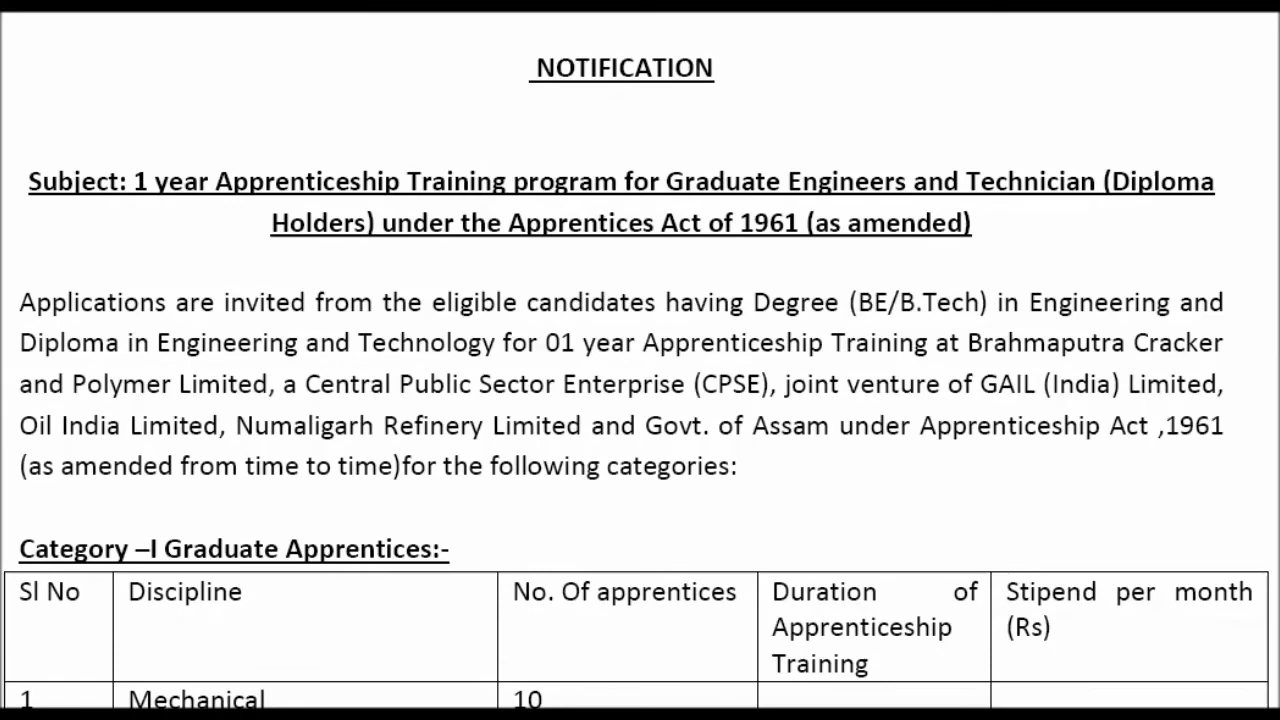 NOTIFICATION
Subject: 1 year Apprenticeship Training program for Graduate Engineers and Technician (Diploma
Holders) under the Apprentices Act of 1961 (as amended)
Applications are invited from the eligible candidates having Degree (BE/B.Tech) in Engineering and
Diploma in Engineering and Technology for 01 year Apprenticeship Training at Brahmaputra Cracker
and Polymer Limited, a Central Public Sector Enterprise (CPSE), joint venture of GAIL (India) Limited,
Oil India Limited, Numaligarh Refinery Limited and Govt. of Assam under Apprenticeship Act ,1961
(as amended from time to time)for the following categories:
Category –I Graduate Apprentices:-
Sl No Discipline No. Of apprentices Duration of Apprenticeship Training Stipend per month (Rs)
1 Mechanical 10